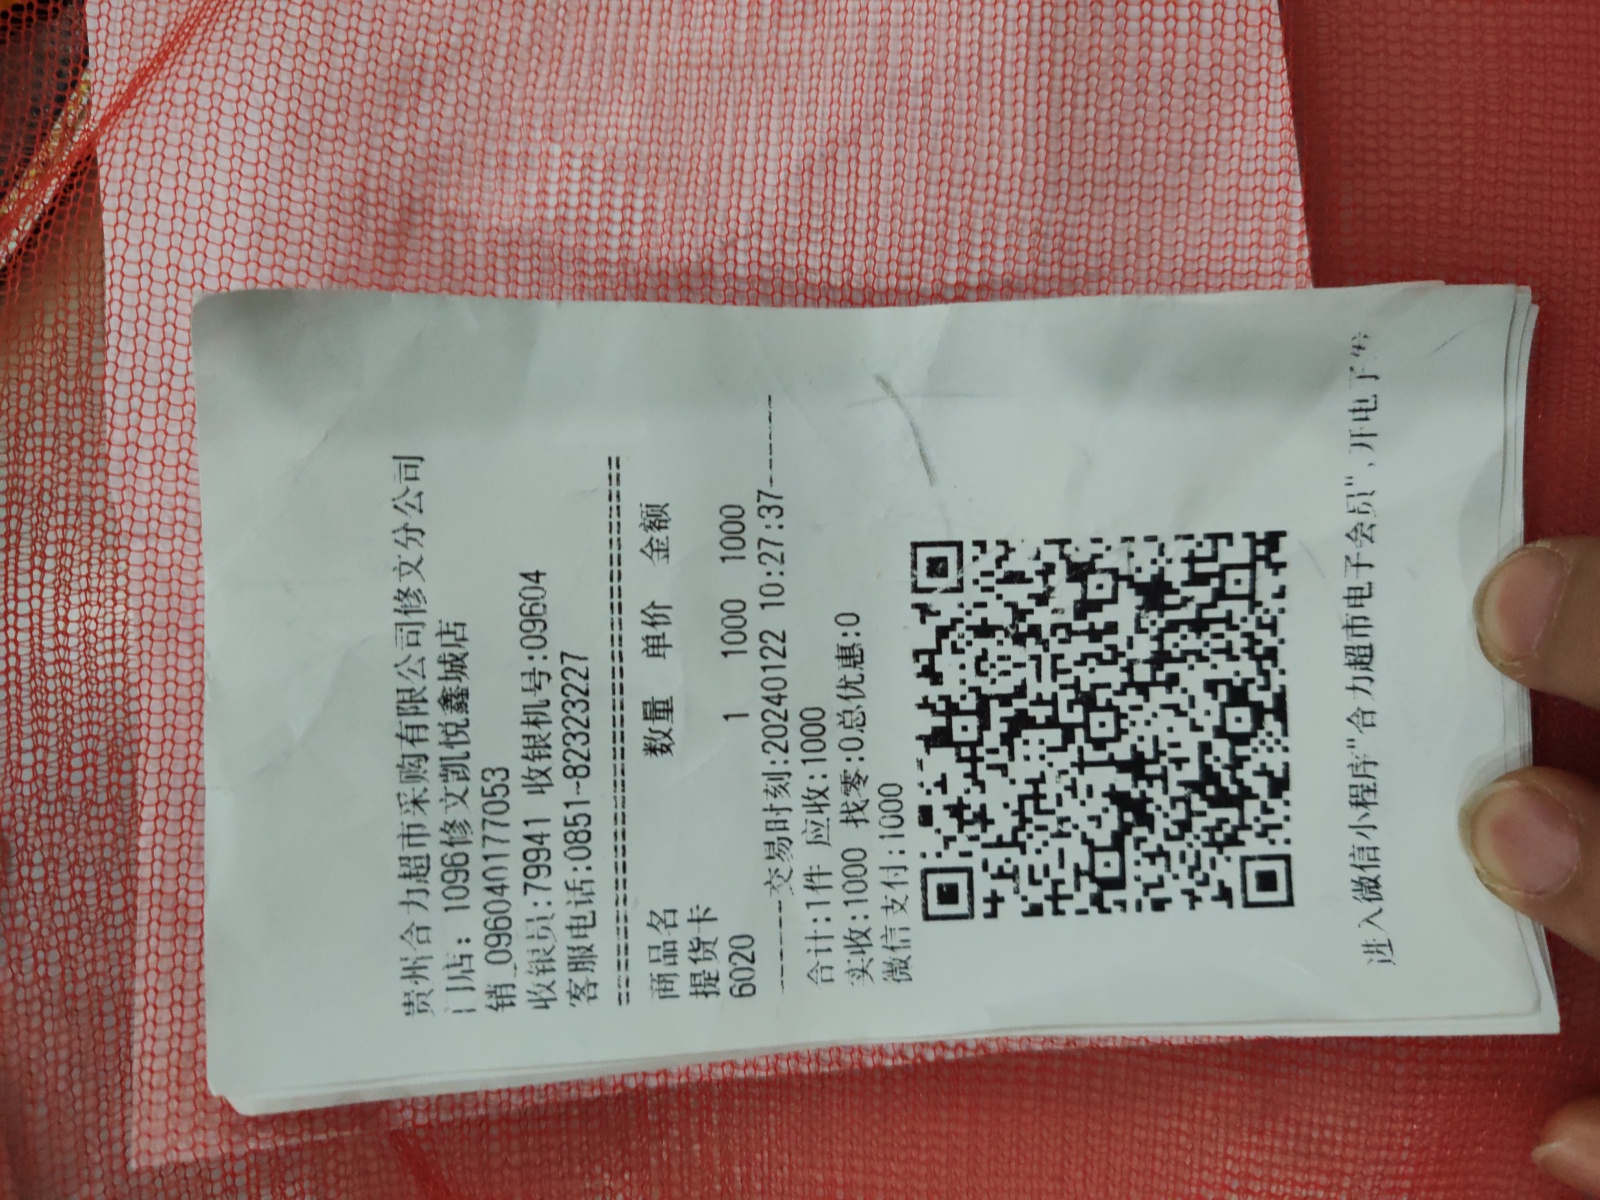 贵州合力超市采购有限公司修文分公司
门店: 1096修文凯悦鑫城店
销_096040177053
收银员:79941 收银机号:09604
客服电话:0851-82323227
==============================
商品名 数量 单价 金额
提货卡
6020 1 1000 1000
------交易时刻:20240122 10:27:37------
合计:1件 应收:1000
实收:1000 找零:0总优惠:0
微信支付:1000
进入微信小程序"合力超市电子会员",开电子